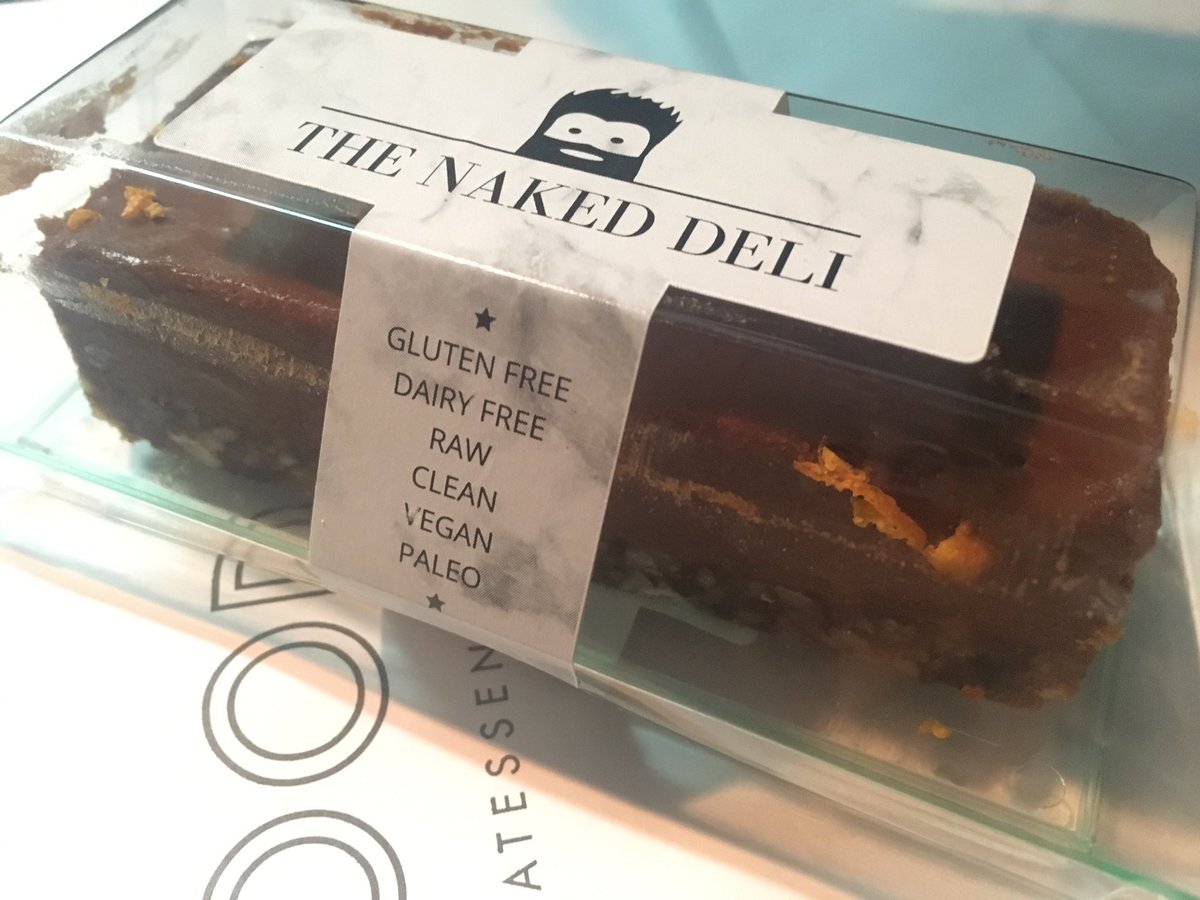 THE NAKED DELI
GLUTEN FREE
DAIRY FREE
RAW
CLEAN
VEGAN
PALEO
ATESSEN